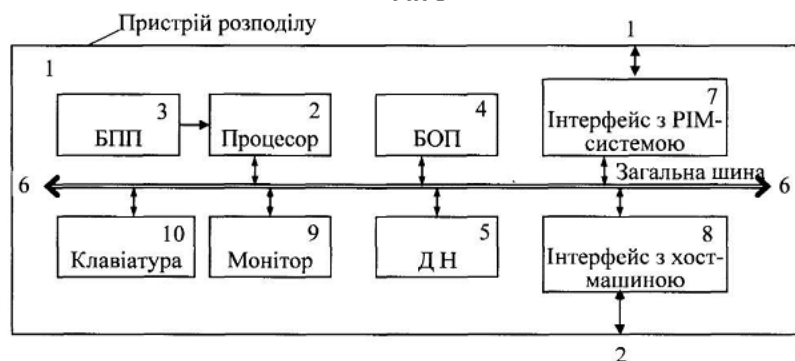 Пристрій розподілу
1
1
3
БПП
2
Процесор
4
БОП
7
Інтерфейс з PIM-
системою
Загальна шина
6
6
10
Клавіатура
9
Монітор
5
Д Н
8
Інтерфейс з хост-
машиною
2